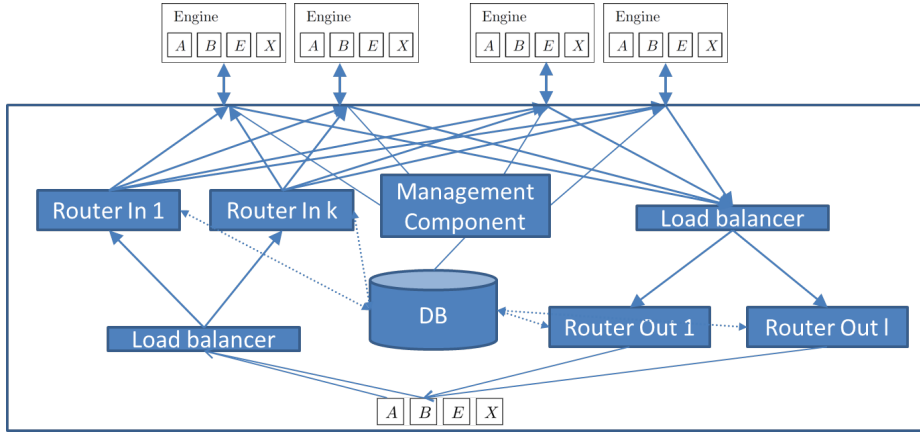 Engine
A B E X
Engine
A B E X
Engine
A B E X
Engine
A B E X
Router In 1
Router In k
Management
Component
Load balancer
DB
Router Out 1
Router Out l
Load balancer
A B E X